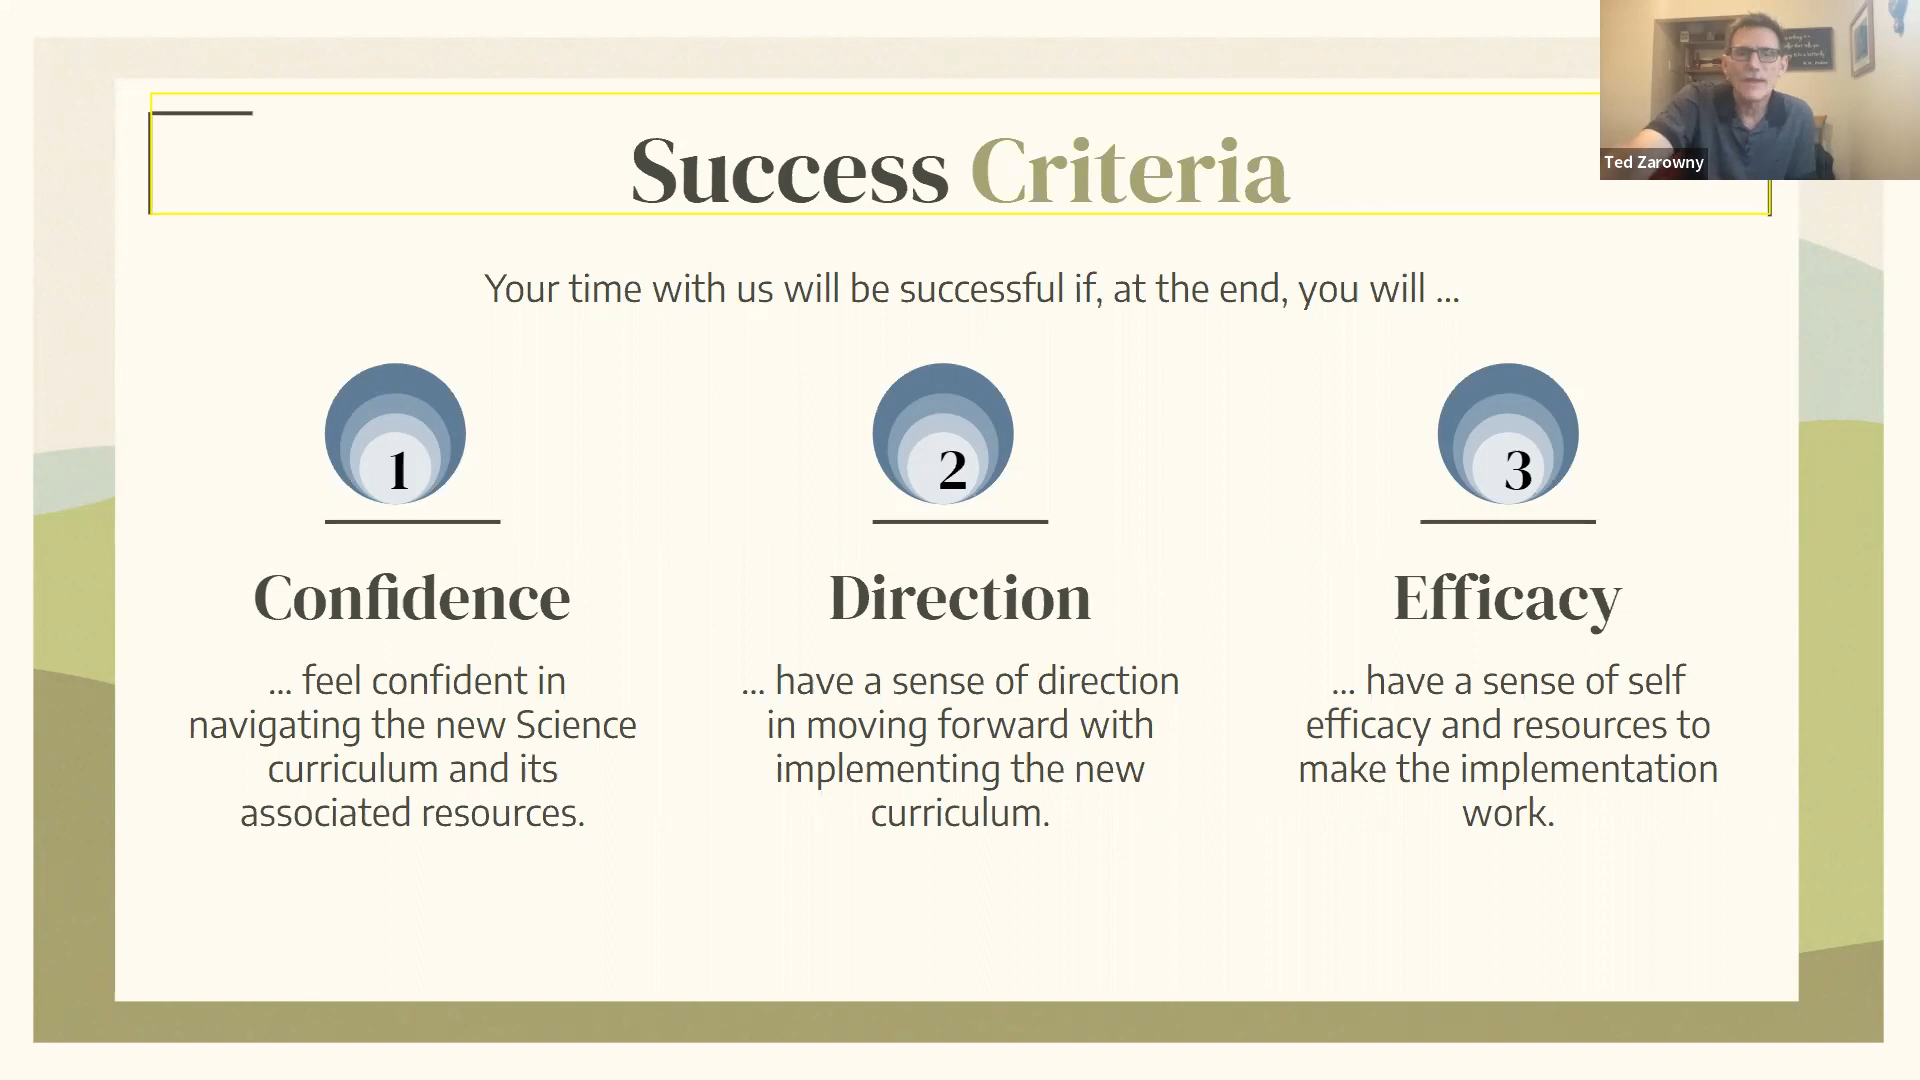 Success Criteria
Ted Zarowny
Your time with us will be successful if, at the end, you will ...
1
2
3
Confidence
... feel confident in
navigating the new Science
curriculum and its
associated resources.
Direction
... have a sense of direction
in moving forward with
implementing the new
curriculum.
Efficacy
... have a sense of self
efficacy and resources to
make the implementation
work.